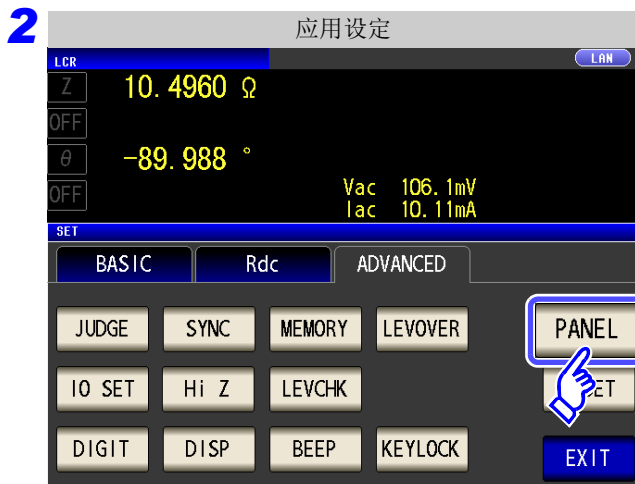 2
应用设定
LCR
LAN
Z 10.4960 Ω
OFF
θ -89.988 °
OFF
Vac 106.1mV
Iac 10.11mA
SET
BASIC Rdc ADVANCED
JUDGE SYNC MEMORY LEVOVER PANEL
IO SET Hi Z LEVCHK
DIGIT DISP BEEP KEYLOCK EXIT